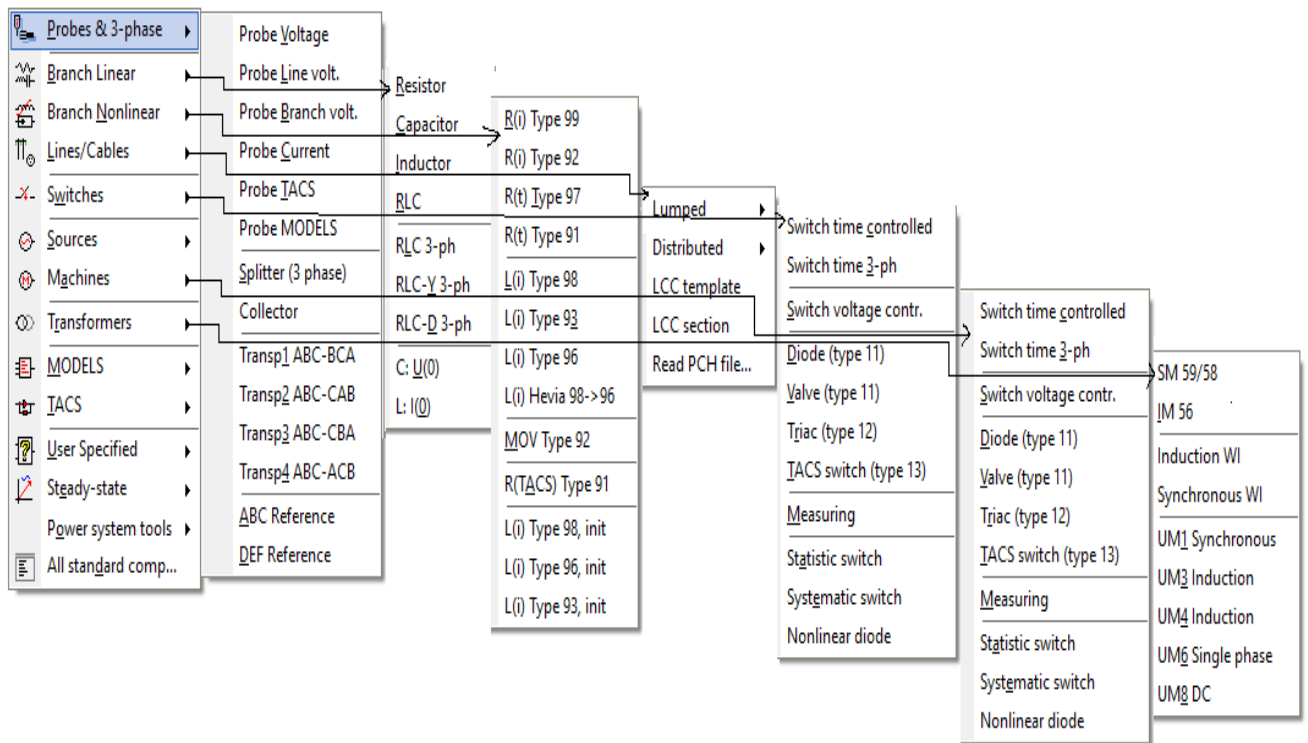 Probes & 3-phase
Branch Linear
Branch Nonlinear
Lines/Cables
Switches
Sources
Machines
Transformers
MODELS
TACS
User Specified
Steady-state
Power system tools
All standard comp...
Probe Voltage
Probe Line volt.
Probe Branch volt.
Probe Current
Probe TACS
Probe MODELS
Splitter (3 phase)
Collector
Transp1 ABC-BCA
Transp2 ABC-CAB
Transp3 ABC-CBA
Transp4 ABC-ACB
ABC Reference
DEF Reference
Resistor
Capacitor
Inductor
RLC
RLC 3-ph
RLC-Y 3-ph
RLC-D 3-ph
C: U(0)
L: I(0)
R(i) Type 99
R(i) Type 92
R(t) Type 97
R(t) Type 91
L(i) Type 98
L(i) Type 93
L(i) Type 96
L(i) Hevia 98->96
MOV Type 92
R(TACS) Type 91
L(i) Type 98, init
L(i) Type 96, init
L(i) Type 93, init
Lumped
Distributed
LCC template
LCC section
Read PCH file...
Switch time controlled
Switch time 3-ph
Switch voltage contr.
Diode (type 11)
Valve (type 11)
Triac (type 12)
TACS switch (type 13)
Measuring
Statistic switch
Systematic switch
Nonlinear diode
Switch time controlled
Switch time 3-ph
Switch voltage contr.
Diode (type 11)
Valve (type 11)
Triac (type 12)
TACS switch (type 13)
Measuring
Statistic switch
Systematic switch
Nonlinear diode
SM 59/58
IM 56
Induction WI
Synchronous WI
UM1 Synchronous
UM3 Induction
UM4 Induction
UM6 Single phase
UM8 DC